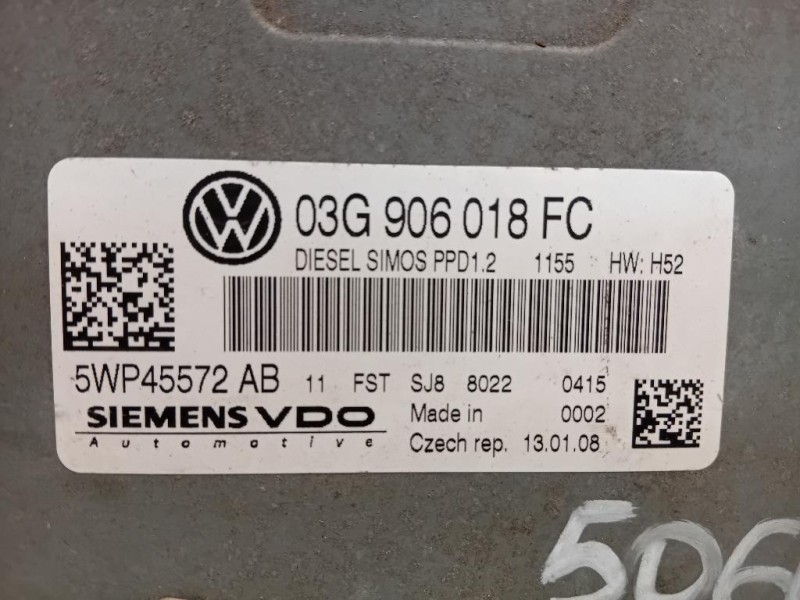 03G 906 018 FC
DIESEL SIMOS PPD1.2 1155 HW: H52
5WP45572 AB 11 FST SJ8 8022 0415
SIEMENS VDO Made in 0002
Automotive Czech rep. 13.01.08
506